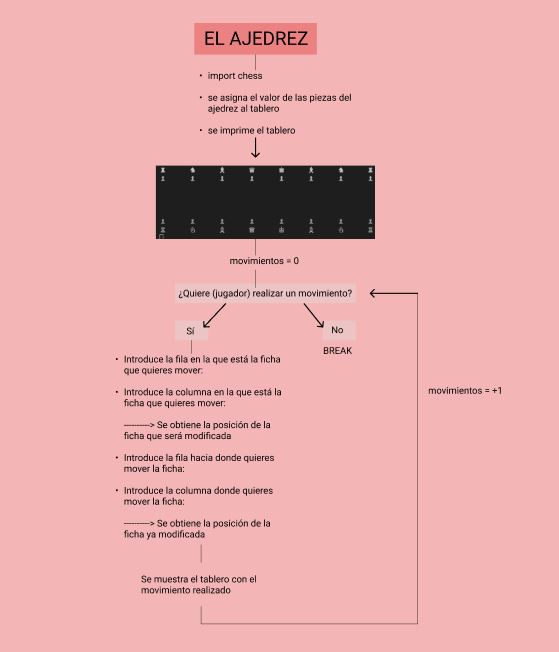 EL AJEDREZ
• import chess
• se asigna el valor de las piezas del
ajedrez al tablero
• se imprime el tablero
movimientos = 0
¿Quiere (jugador) realizar un movimiento?
Sí
No
BREAK
• Introduce la fila en la que está la ficha
que quieres mover:
• Introduce la columna en la que está la
ficha que quieres mover:
----------> Se obtiene la posición de la
ficha que será modificada
• Introduce la fila hacia donde quieres
mover la ficha:
• Introduce la columna donde quieres
mover la ficha:
----------> Se obtiene la posición de la
ficha ya modificada
movimientos = +1
Se muestra el tablero con el
movimiento realizado